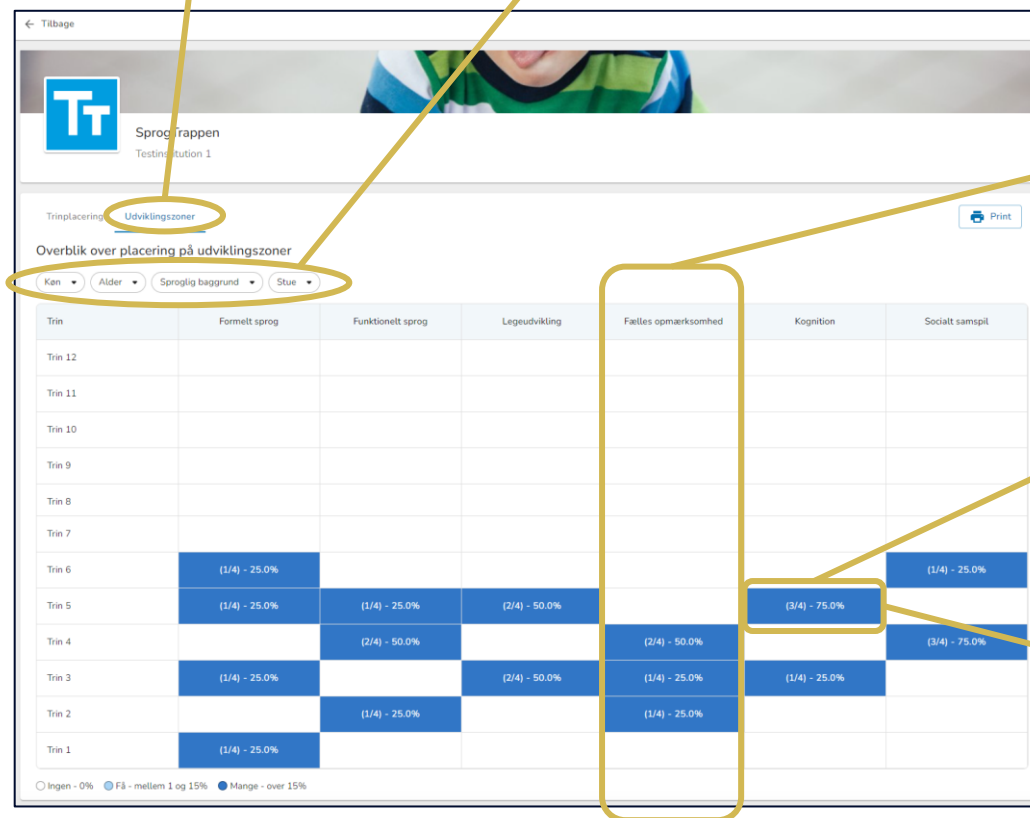 ← Tilbage
TT
SprogTrappen
Testinstitution 1
Trinplacering Udviklingszoner
Print
Overblik over placering på udviklingszoner
Køn Alder Sproglig baggrund Stue
Trin Formelt sprog Funktionelt sprog Legeudvikling Fælles opmærksomhed Kognition Socialt samspil
Trin 12
Trin 11
Trin 10
Trin 9
Trin 8
Trin 7
Trin 6 (1/4) - 25.0% (1/4) - 25.0%
Trin 5 (1/4) - 25.0% (1/4) - 25.0% (2/4) - 50.0% (3/4) - 75.0%
Trin 4 (2/4) - 50.0% (2/4) - 50.0% (3/4) - 75.0%
Trin 3 (1/4) - 25.0% (2/4) - 50.0% (1/4) - 25.0% (1/4) - 25.0%
Trin 2 (1/4) - 25.0% (1/4) - 25.0%
Trin 1 (1/4) - 25.0%
Ingen - 0% Få - mellem 1 og 15% Mange - over 15%